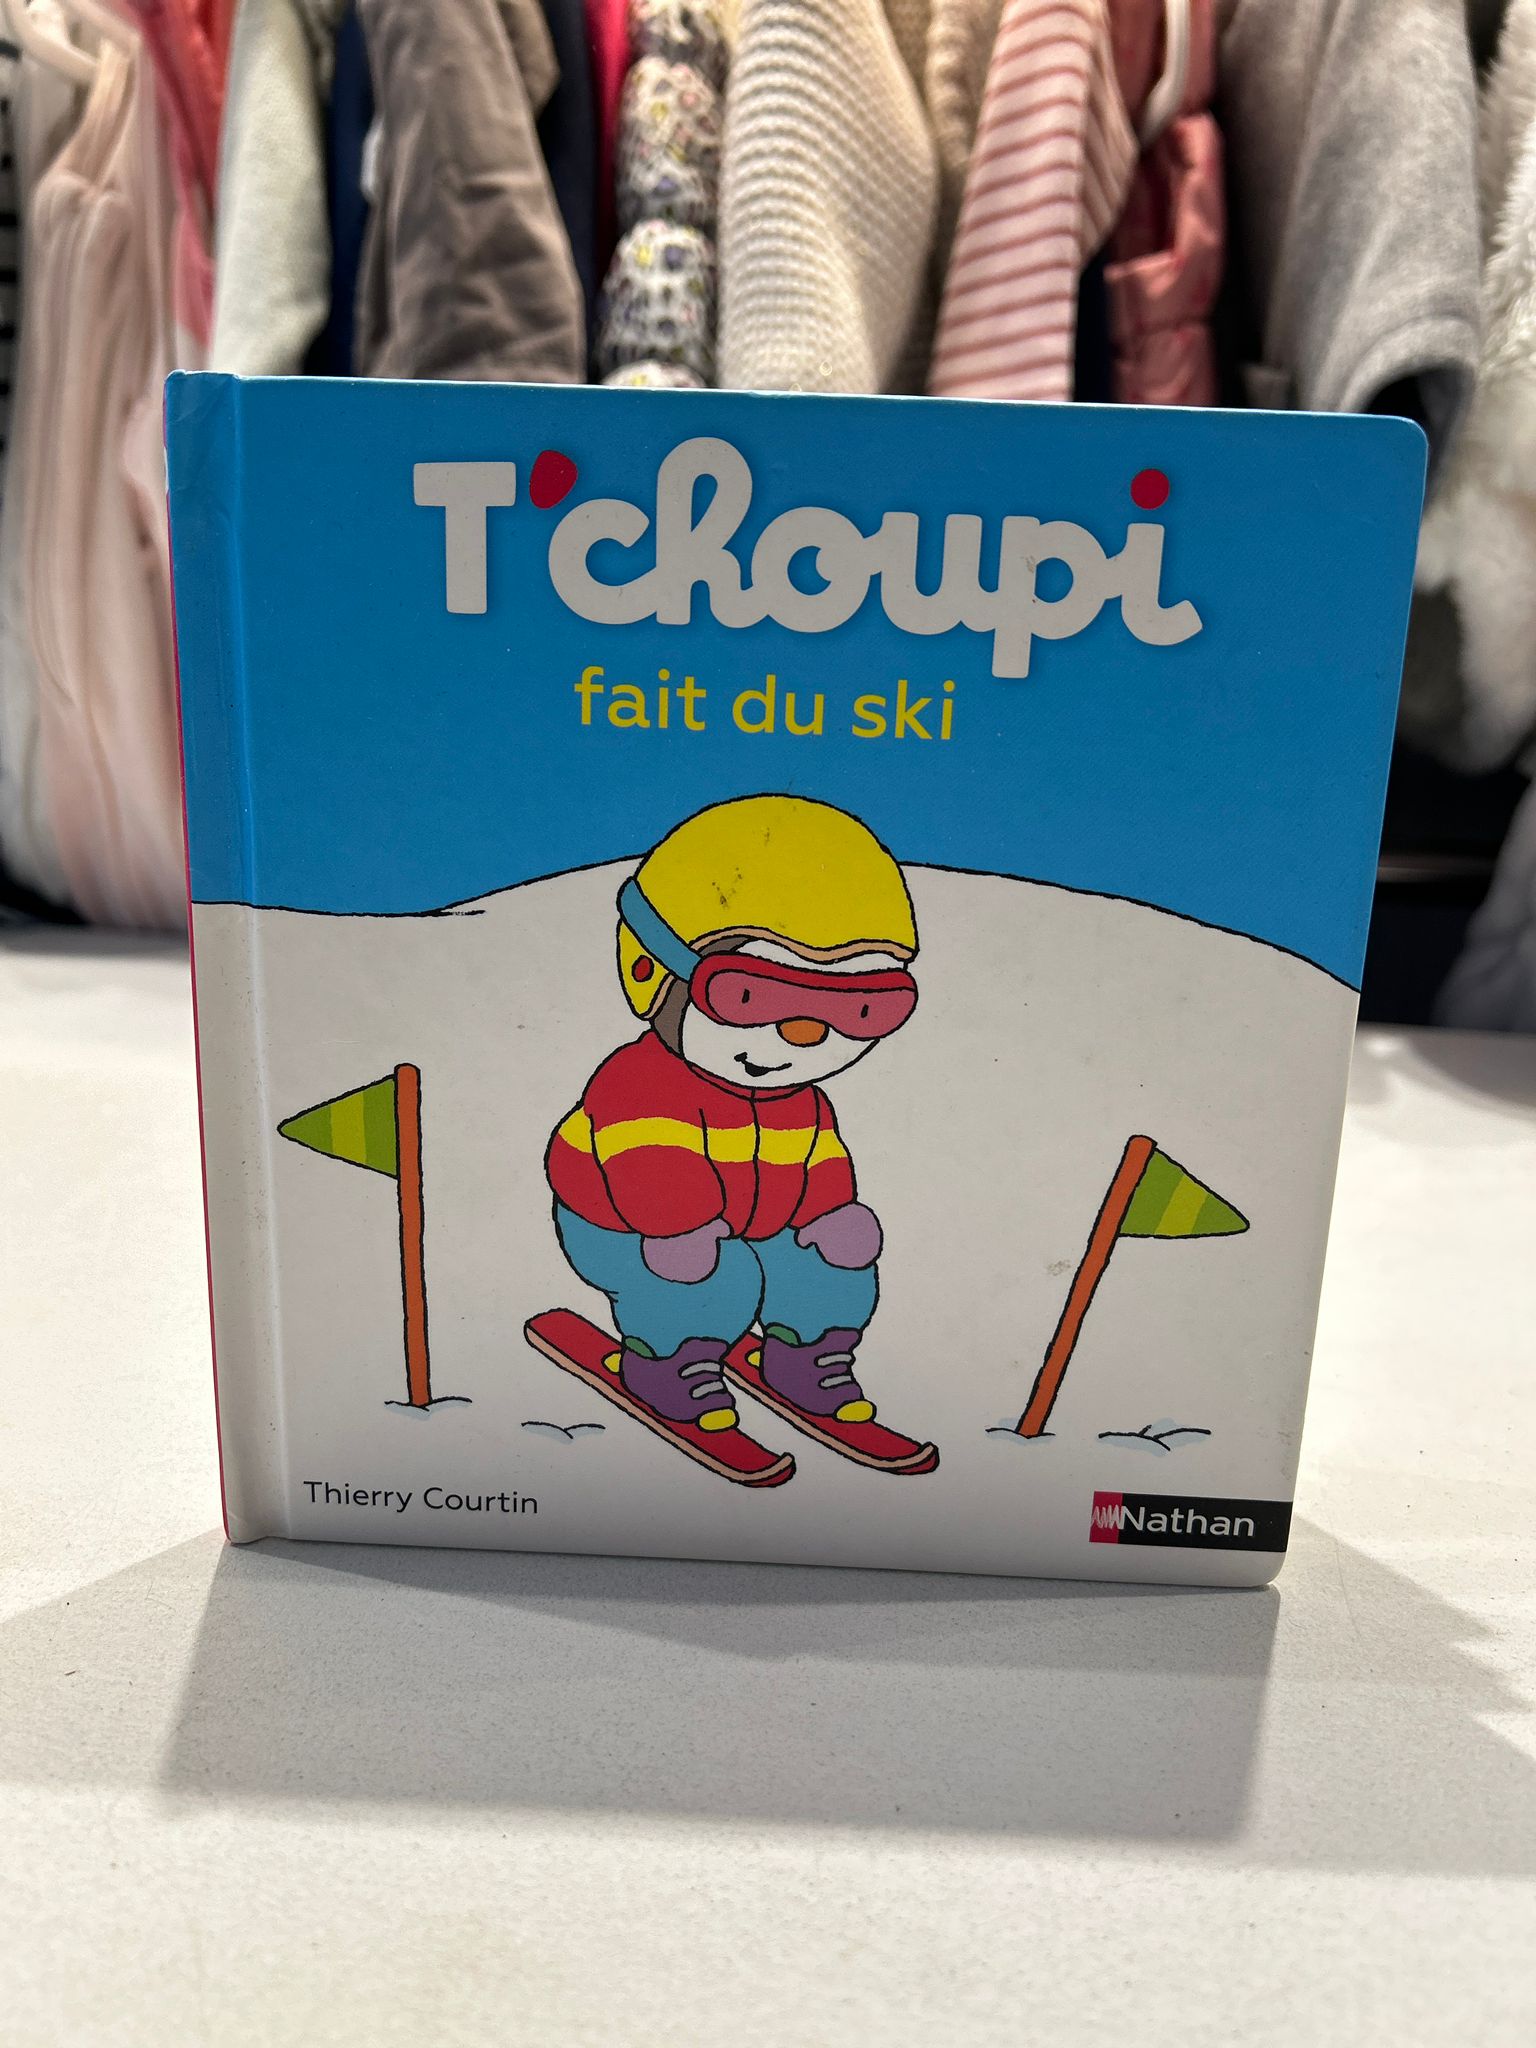 T'choupi
fait du ski
Thierry Courtin
Nathan